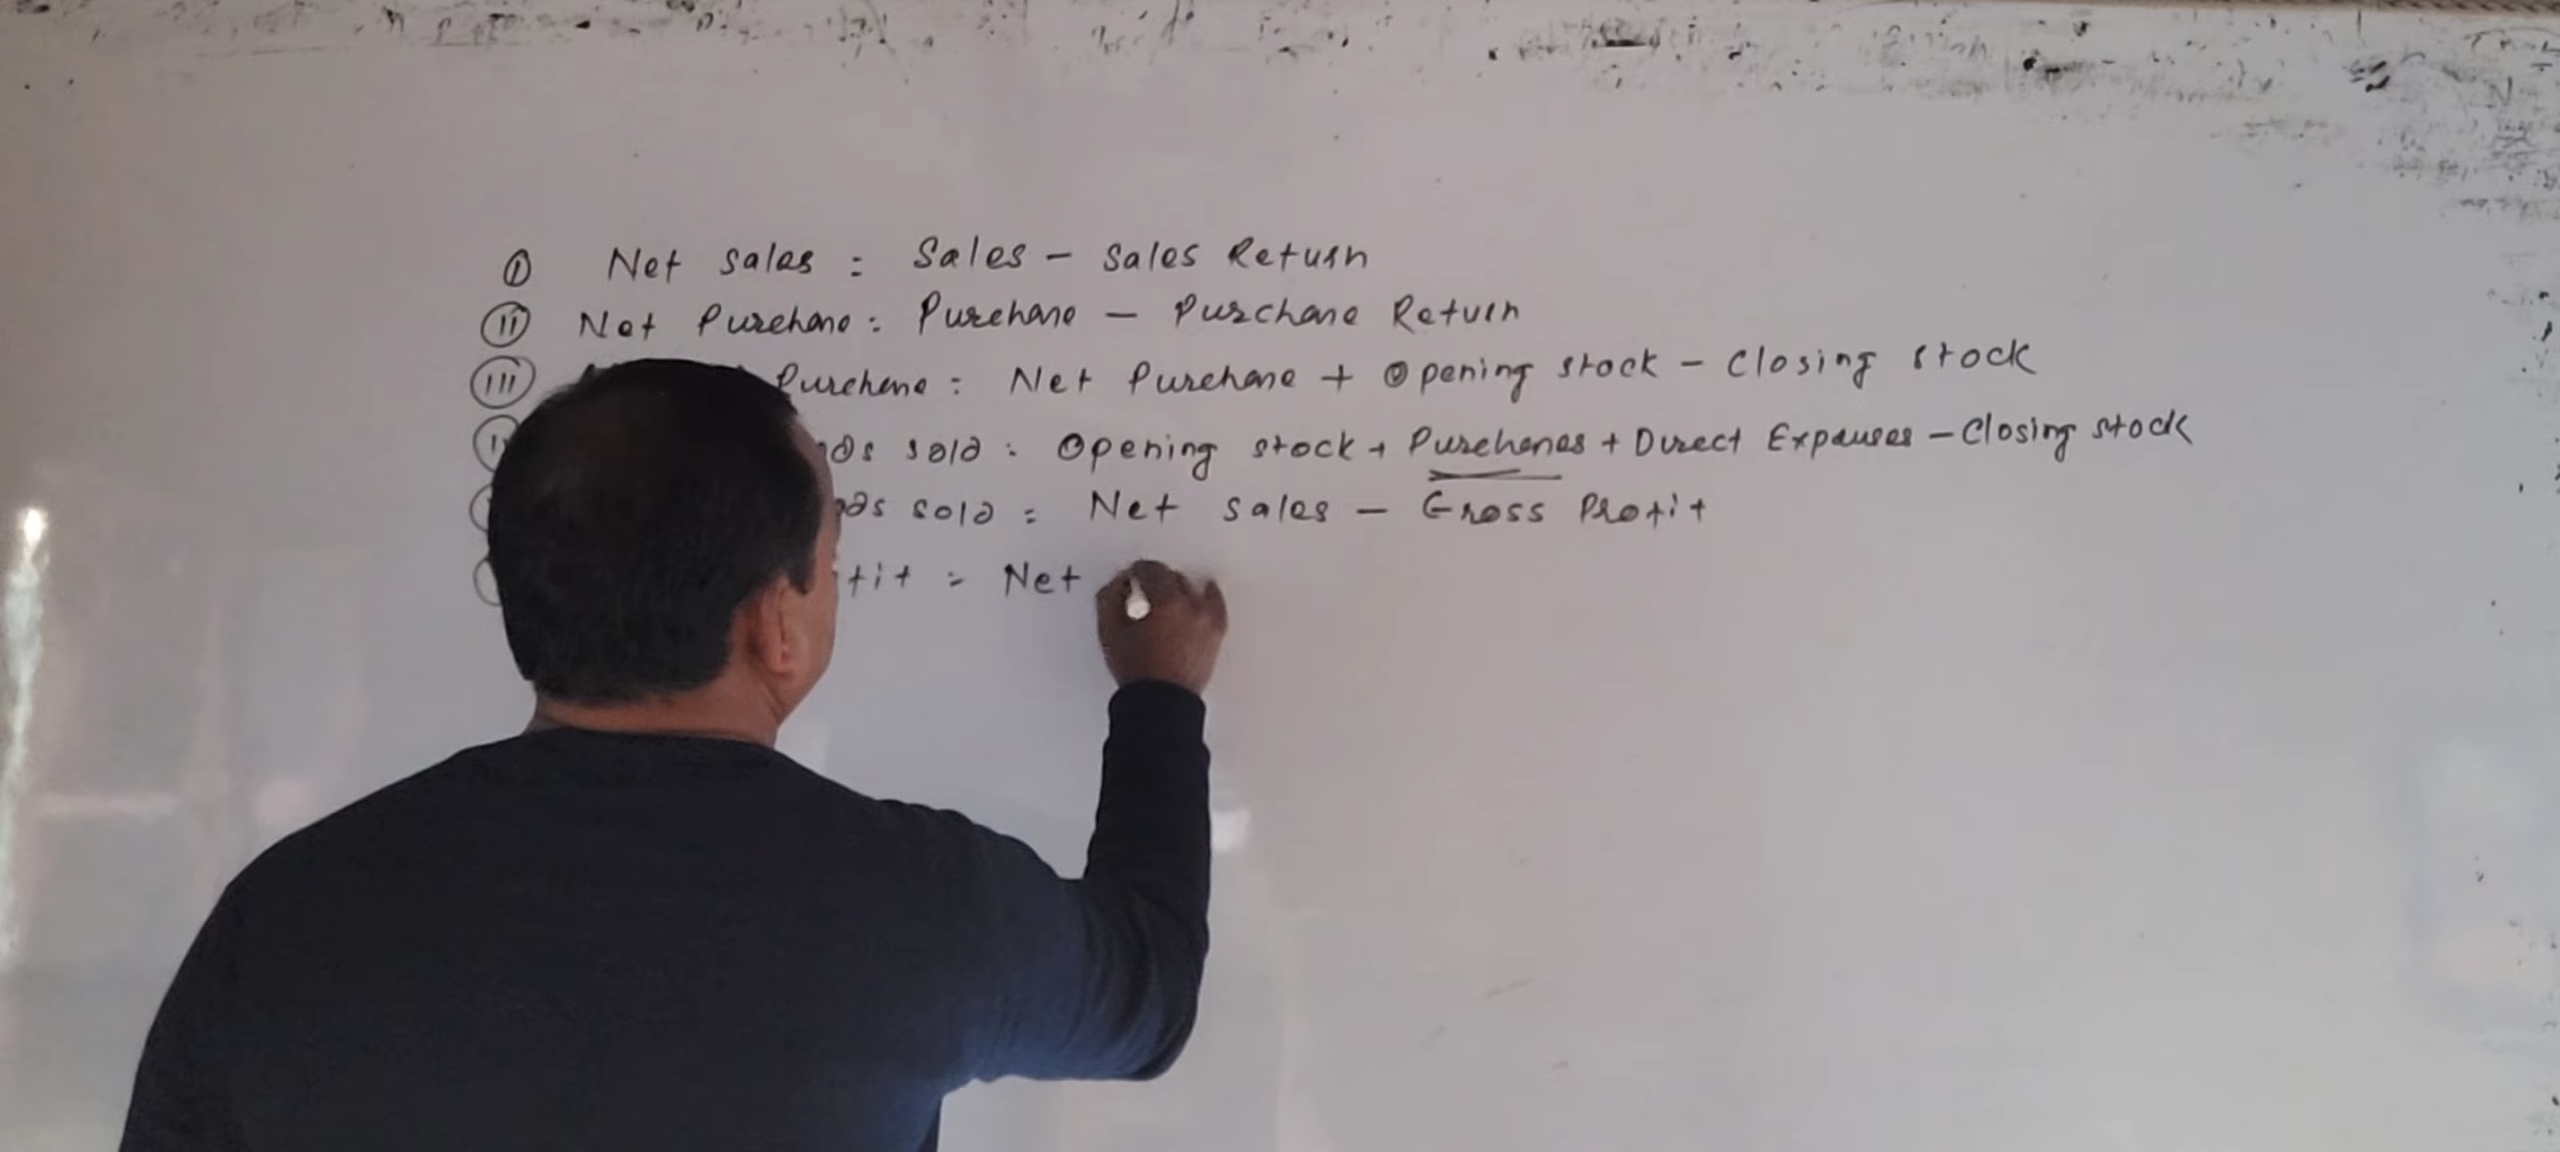 ① Net sales = Sales - Sales Return
(ii) Net Purchase = Purchase - Purchase Return
(iii) Purchase = Net Purchase + Opening stock - Closing stock
sold = Opening stock + Purchases + Direct Expenses - Closing stock
sold = Net sales - Gross Profit
= Net